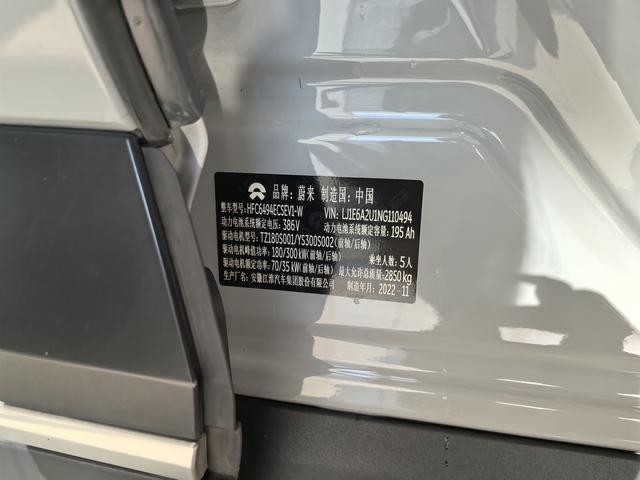 品牌：蔚来 制造国：中国
整车型号：HFC6494ECSEV1-W VIN：LJ1E6A2U1NG110494
动力电池系统额定电压：386V 动力电池系统额定容量：195 Ah
驱动电机型号：TZ180S001/YS300S002 (前轴/后轴)
驱动电机峰值功率：180/300 kW (前轴/后轴) 乘坐人数：5人
驱动电机额定功率：70/35 kW (前轴/后轴) 最大允许总质量：2850 kg
生产厂名：安徽江淮汽车集团股份有限公司 制造年月：2022-11